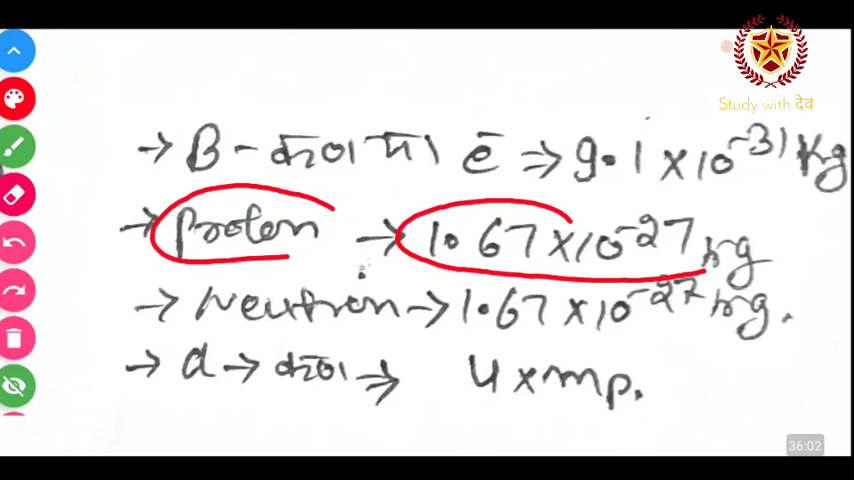 Study with देव
→ β - कण या e⁻ ⇒ 9.1 × 10⁻³¹ Kg
→ Proton → 1.67 × 10⁻²⁷ kg
→ Neutron → 1.67 × 10⁻²⁷ kg.
→ α → कण → 4 × mp.
36:02